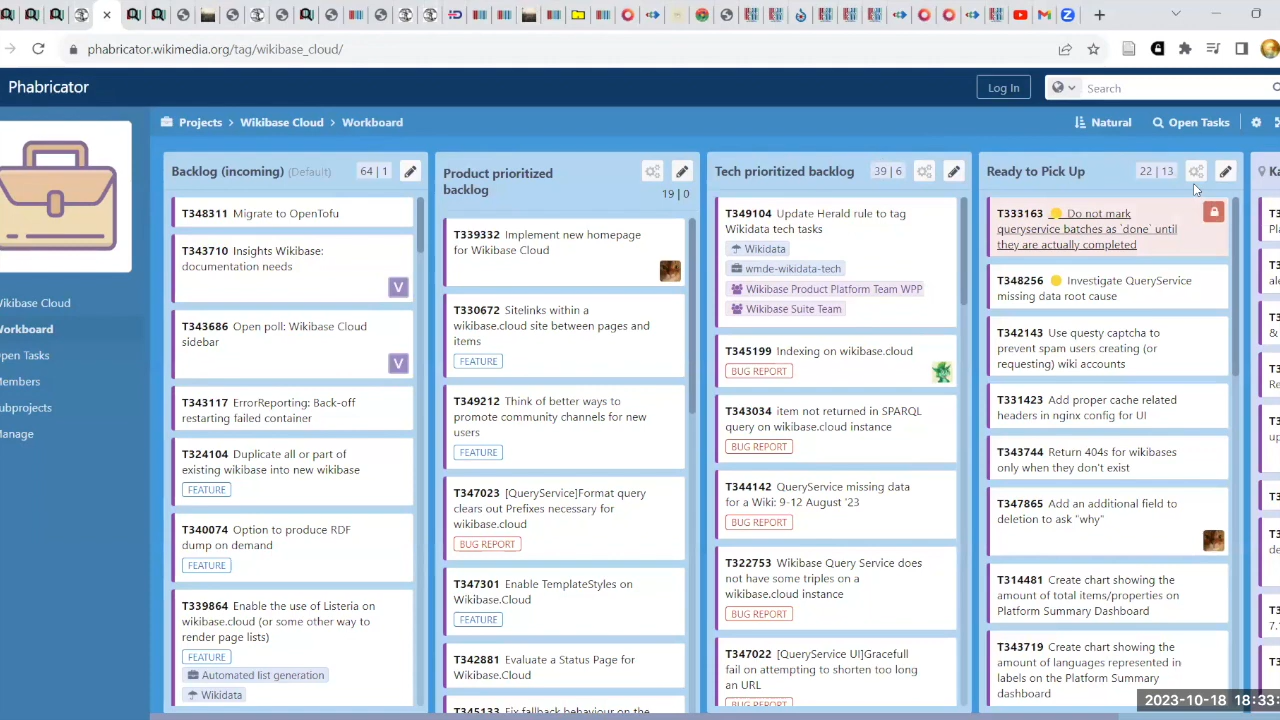 phabricator.wikimedia.org/tag/wikibase_cloud/
Phabricator
Log In
Search
Projects > Wikibase Cloud > Workboard
Natural
Open Tasks
ikibase Cloud
orkboard
pen Tasks
embers
ubprojects
anage
Backlog (incoming) (Default)
64 | 1
T348311 Migrate to OpenTofu
T343710 Insights Wikibase:
documentation needs
V
T343686 Open poll: Wikibase Cloud
sidebar
V
T343117 ErrorReporting: Back-off
restarting failed container
T324104 Duplicate all or part of
existing wikibase into new wikibase
FEATURE
T340074 Option to produce RDF
dump on demand
FEATURE
T339864 Enable the use of Listeria on
wikibase.cloud (or some other way to
render page lists)
FEATURE
Automated list generation
Wikidata
Product prioritized
backlog
19 | 0
T339332 Implement new homepage
for Wikibase Cloud
T330672 Sitelinks within a
wikibase.cloud site between pages and
items
FEATURE
T349212 Think of better ways to
promote community channels for new
users
FEATURE
T347023 [QueryService]Format query
clears out Prefixes necessary for
wikibase.cloud
BUG REPORT
T347301 Enable TemplateStyles on
Wikibase.Cloud
FEATURE
T342881 Evaluate a Status Page for
Wikibase.Cloud
T345133 Fix fallback behaviour on the
Tech prioritized backlog
39 | 6
T349104 Update Herald rule to tag
Wikidata tech tasks
Wikidata
wmde-wikidata-tech
Wikibase Product Platform Team WPP
Wikibase Suite Team
T345199 Indexing on wikibase.cloud
BUG REPORT
T343034 item not returned in SPARQL
query on wikibase.cloud instance
BUG REPORT
T344142 QueryService missing data
for a Wiki: 9-12 August '23
BUG REPORT
T322753 Wikibase Query Service does
not have some triples on a
wikibase.cloud instance
BUG REPORT
T347022 [QueryService UI]Gracefull
fail on attempting to shorten too long
an URL
BUG REPORT
Ready to Pick Up
22 | 13
T333163 Do not mark
queryservice batches as `done` until
they are actually completed
T348256 Investigate QueryService
missing data root cause
T342143 Use questy captcha to
prevent spam users creating (or
requesting) wiki accounts
T331423 Add proper cache related
headers in nginx config for UI
T343744 Return 404s for wikibases
only when they don't exist
T347865 Add an additional field to
deletion to ask "why"
T314481 Create chart showing the
amount of total items/properties on
Platform Summary Dashboard
T343719 Create chart showing the
amount of languages represented in
labels on the Platform Summary
dashboard
Ka
2023-10-18 18:33: